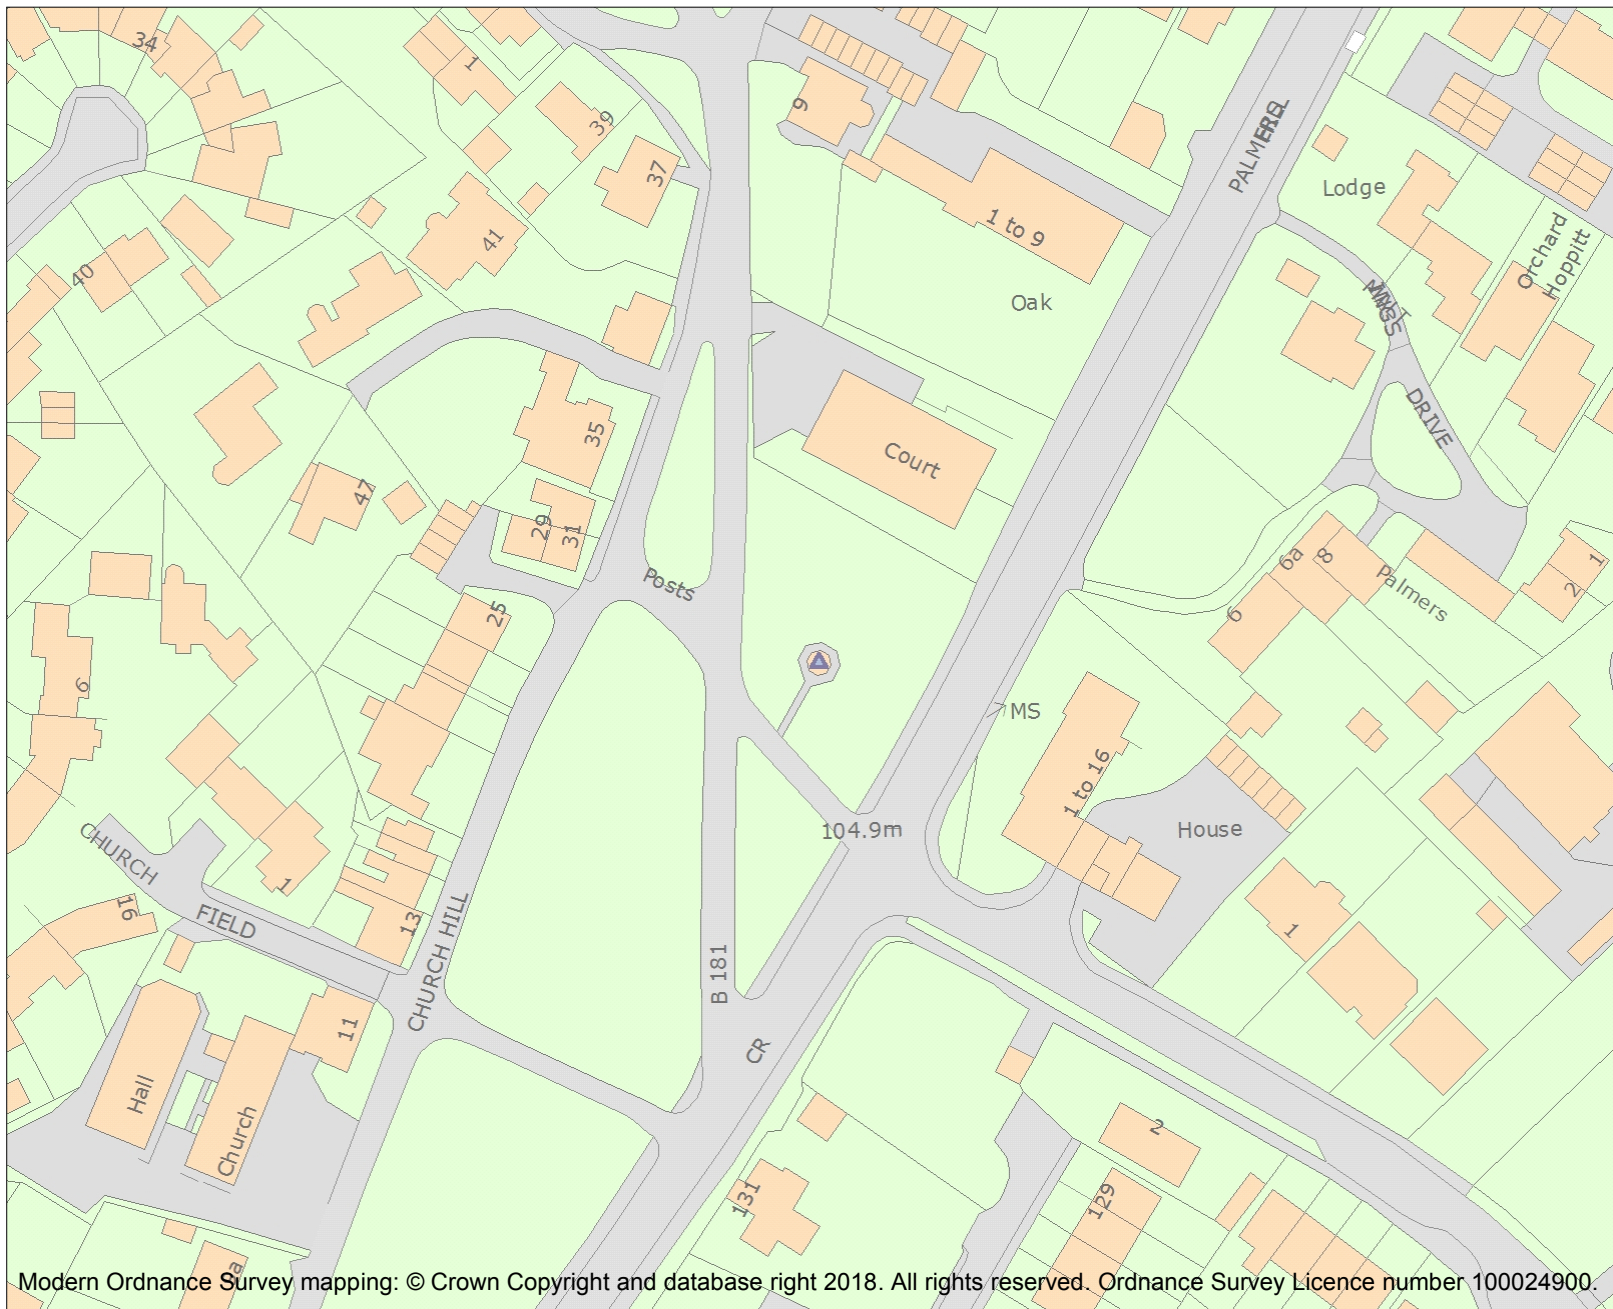 34
1
39
37
41
40
9
1 to 9
Oak
PALMERS
HILL
Lodge
Orchard
Hoppitt
DRIVE
35
Court
47
29
31
Posts
25
6a
8
6
Palmers
1
2
6
MS
1 to 16
104.9m
House
CHURCH
1
16
FIELD
13
CHURCH HILL
B 181
1
CR
11
Hall
Church
2
131
129
Modern Ordnance Survey mapping: © Crown Copyright and database right 2018. All rights reserved. Ordnance Survey Licence number 100024900.